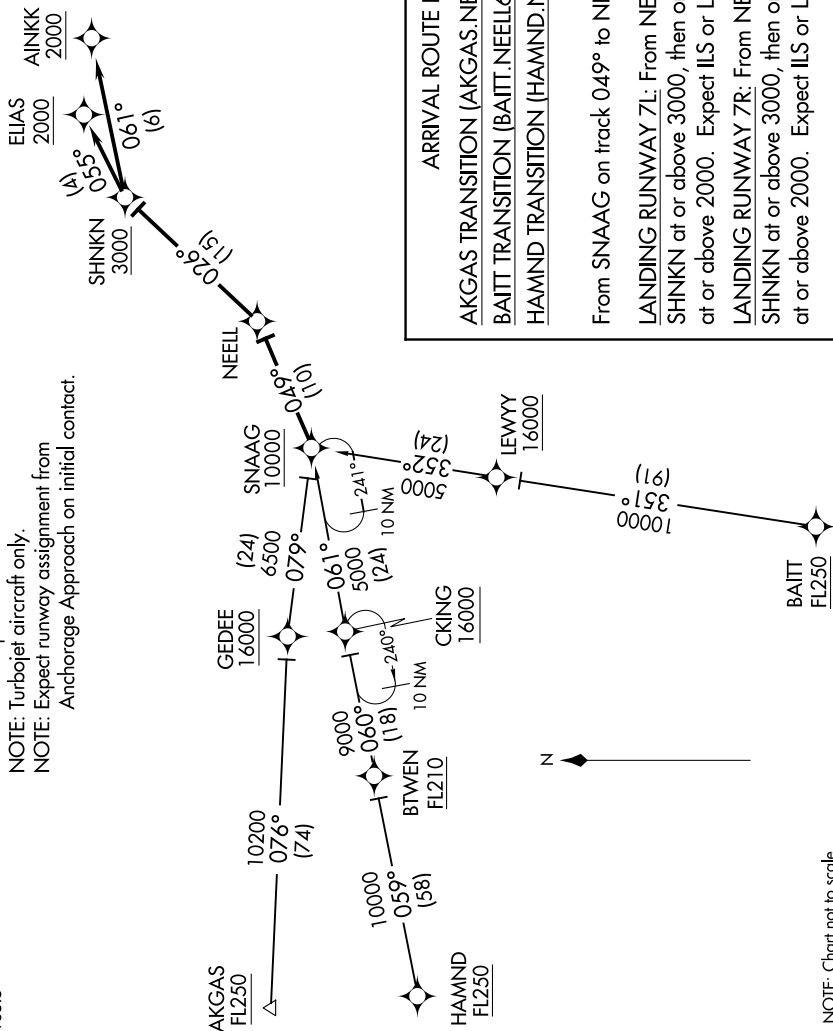 NOTE: Turbojet aircraft only.
NOTE: Expect runway assignment from
Anchorage Approach on initial contact.
AINKK
2000
ELIAS
2000
061°
(6)
(4)
055°
SHNKN
3000
026°
(15)
NEELL
049°
(10)
SNAAG
10000
241°
10 NM
(24)
6500
079°
GEDEE
16000
061°
5000
(24)
CKING
16000
240°
10 NM
9000
060°
(18)
BTWEN
FL210
10200
076°
(74)
AKGAS
FL250
10000
059°
(58)
HAMND
FL250
5000
352°
(24)
LEWYY
16000
10000
351°
(91)
BAITT
FL250
N
NOTE: Chart not to scale.
ARRIVAL ROUTE
AKGAS TRANSITION (AKGAS.NE
BAITT TRANSITION (BAITT.NEELL6
HAMND TRANSITION (HAMND.N
From SNAAG on track 049° to NE
LANDING RUNWAY 7L: From NE
SHNKN at or above 3000, then o
at or above 2000. Expect ILS or L
LANDING RUNWAY 7R: From NE
SHNKN at or above 3000, then o
at or above 2000. Expect ILS or L